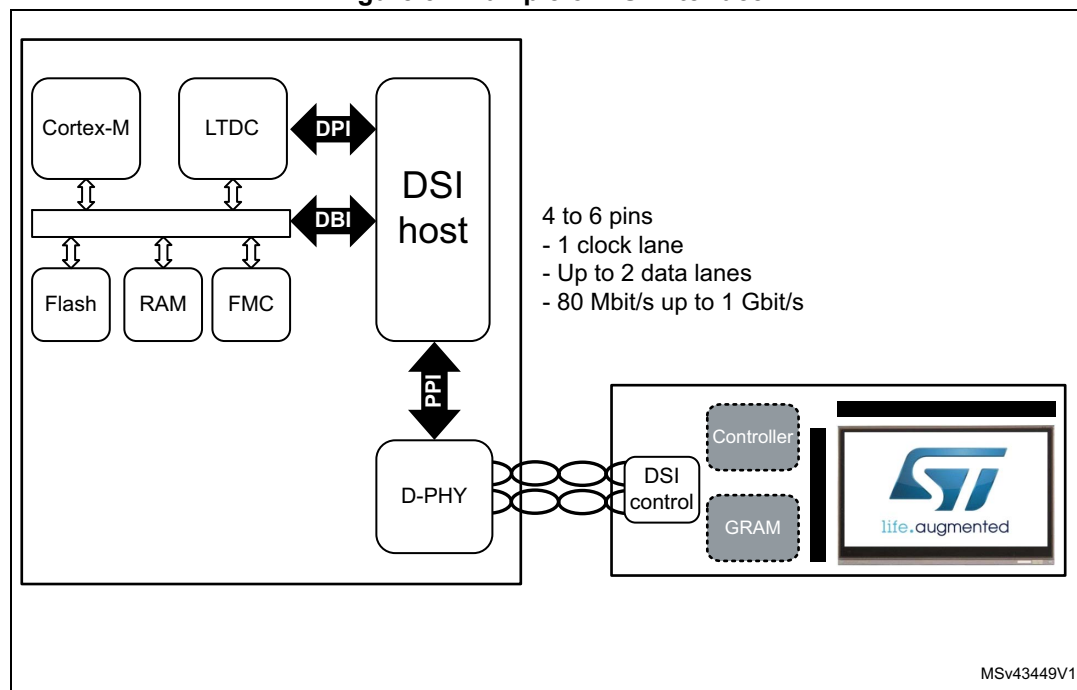 Cortex-M
LTDC
DPI
DSI
host
DBI
Flash
RAM
FMC
4 to 6 pins
- 1 clock lane
- Up to 2 data lanes
- 80 Mbit/s up to 1 Gbit/s
PPI
D-PHY
DSI
control
Controller
GRAM
ST
life.augmented
MSv43449V1